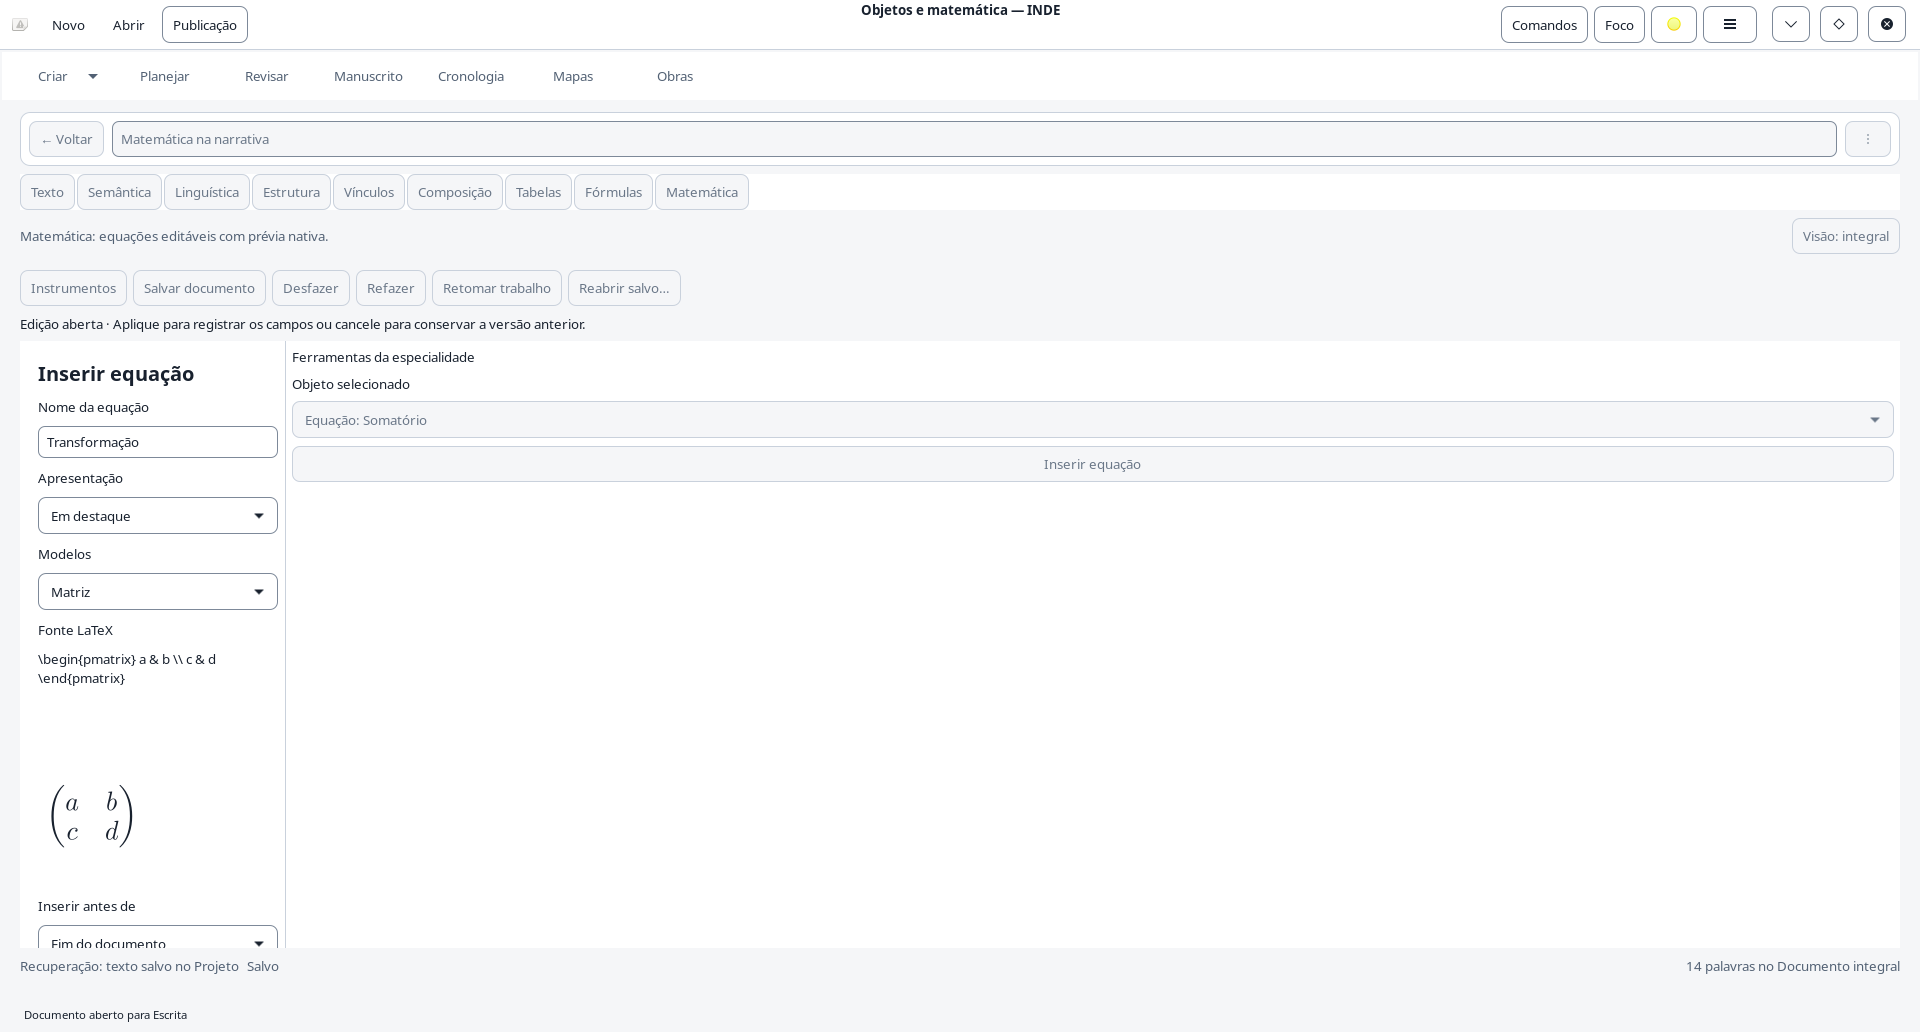 Novo Abrir Publicação Objetos e matemática — INDE Comandos Foco
Criar Planejar Revisar Manuscrito Cronologia Mapas Obras
← Voltar Matemática na narrativa
Texto Semântica Linguística Estrutura Vínculos Composição Tabelas Fórmulas Matemática
Matemática: equações editáveis com prévia nativa. Visão: integral
Instrumentos Salvar documento Desfazer Refazer Retomar trabalho Reabrir salvo...
Edição aberta · Aplique para registrar os campos ou cancele para conservar a versão anterior.
Inserir equação
Nome da equação
Transformação
Apresentação
Em destaque
Modelos
Matriz
Fonte LaTeX
\begin{pmatrix} a & b \\ c & d
\end{pmatrix}
a b
c d
Inserir antes de
Fim do documento
Ferramentas da especialidade
Objeto selecionado
Equação: Somatório
Inserir equação
Recuperação: texto salvo no Projeto Salvo 14 palavras no Documento integral
Documento aberto para Escrita